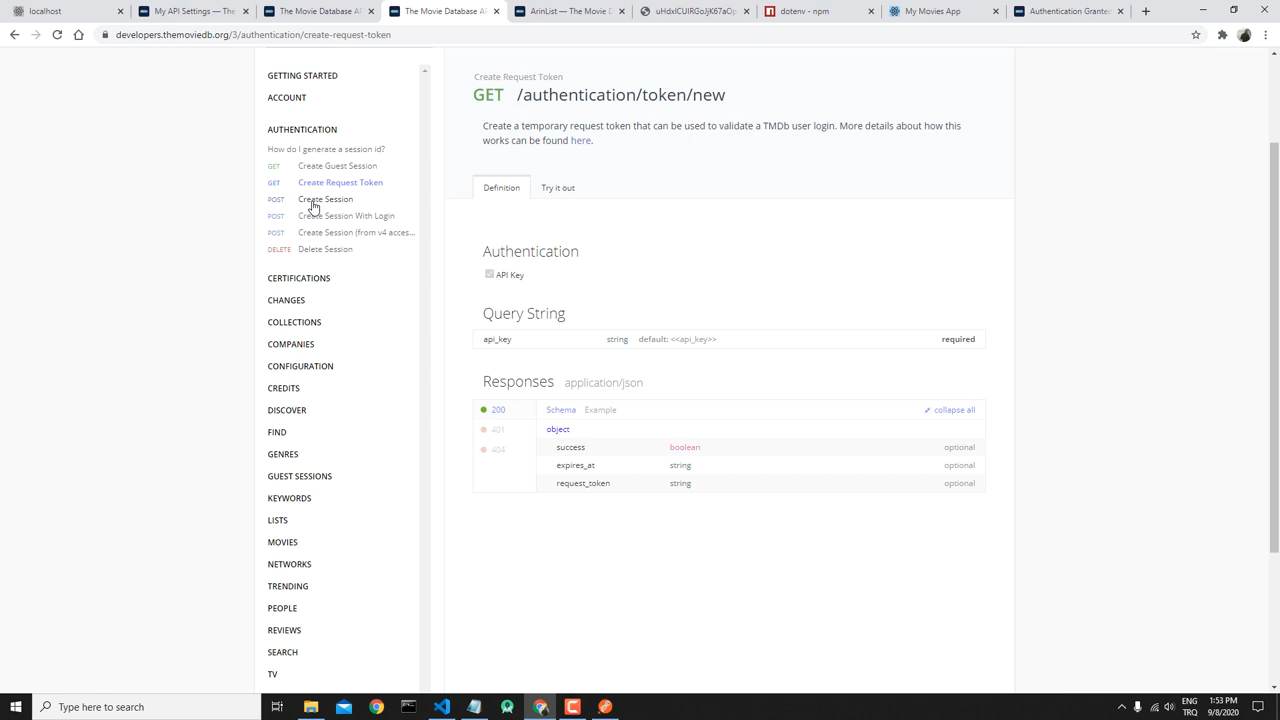 localhost
My API Settings — The
The Movie Database AP
The Movie Database AP
ArinList — The Movie D
uHdxlCUIRGoJjK67aOp
dotenv - npm
My Movies App
Authentication Granted
developers.themoviedb.org/3/authentication/create-request-token
GETTING STARTED
ACCOUNT
AUTHENTICATION
How do I generate a session id?
GET Create Guest Session
GET Create Request Token
POST Create Session
POST Create Session With Login
POST Create Session (from v4 acces...
DELETE Delete Session
CERTIFICATIONS
CHANGES
COLLECTIONS
COMPANIES
CONFIGURATION
CREDITS
DISCOVER
FIND
GENRES
GUEST SESSIONS
KEYWORDS
LISTS
MOVIES
NETWORKS
TRENDING
PEOPLE
REVIEWS
SEARCH
TV
Create Request Token
GET /authentication/token/new
Create a temporary request token that can be used to validate a TMDb user login. More details about how this
works can be found here.
Definition Try it out
Authentication
API Key
Query String
api_key string default: <<api_key>> required
Responses application/json
200 Schema Example collapse all
401 object
success boolean optional
404
expires_at string optional
request_token string optional
Type here to search
ENG 1:53 PM
TRQ 9/8/2020